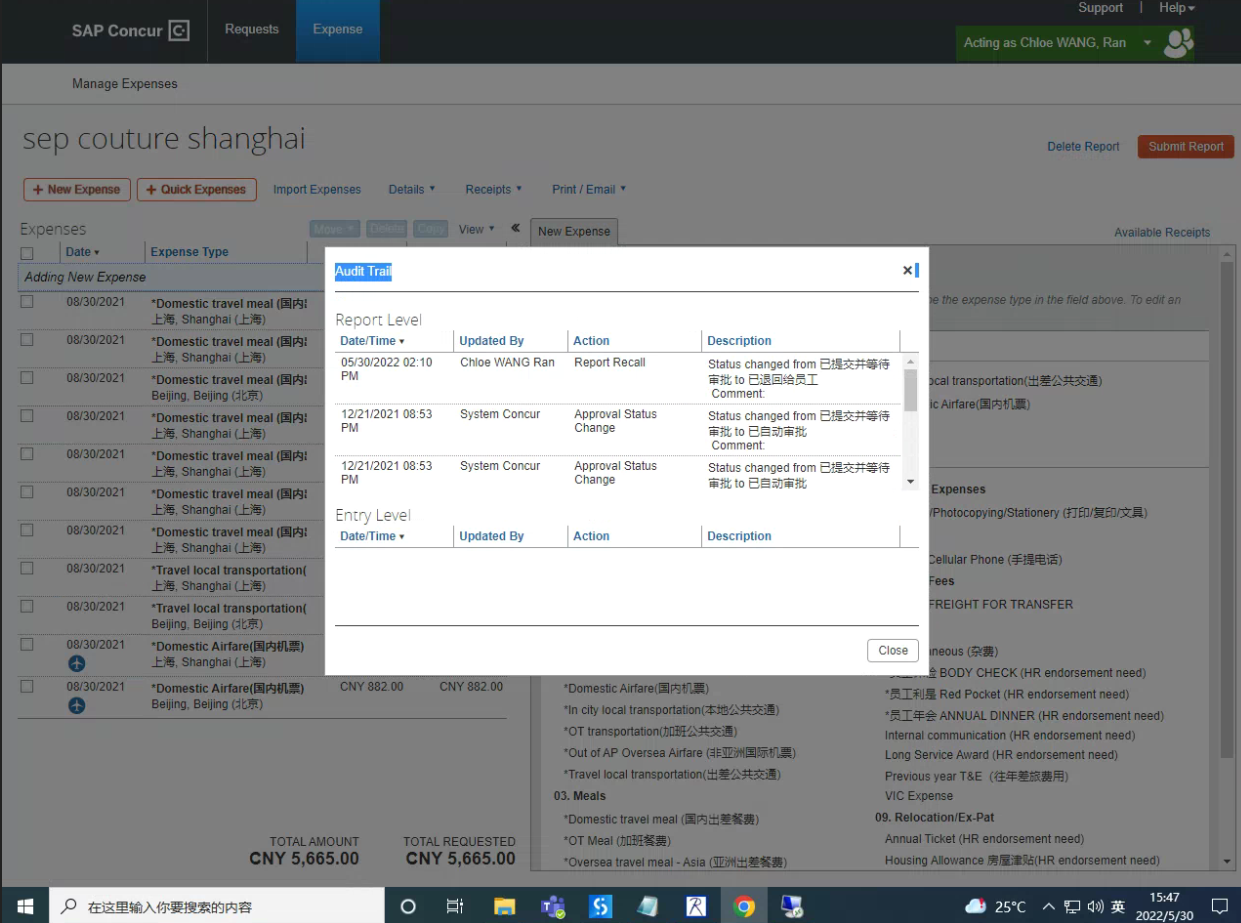 Support | Help
SAP Concur C
Requests
Expense
Acting as Chloe WANG, Ran
Manage Expenses
sep couture shanghai
Delete Report
Submit Report
+ New Expense
+ Quick Expenses
Import Expenses
Details
Receipts
Print / Email
Expenses
Move
Delete
Copy
View
New Expense
Available Receipts
Date
Expense Type
Adding New Expense
08/30/2021
*Domestic travel meal (国内
上海, Shanghai (上海)
08/30/2021
*Domestic travel meal (国内
上海, Shanghai (上海)
08/30/2021
*Domestic travel meal (国内
Beijing, Beijing (北京)
08/30/2021
*Domestic travel meal (国内
上海, Shanghai (上海)
08/30/2021
*Domestic travel meal (国内
上海, Shanghai (上海)
08/30/2021
*Domestic travel meal (国内
上海, Shanghai (上海)
08/30/2021
*Domestic travel meal (国内
上海, Shanghai (上海)
08/30/2021
*Travel local transportation(
上海, Shanghai (上海)
08/30/2021
*Travel local transportation(
Beijing, Beijing (北京)
08/30/2021
*Domestic Airfare(国内机票)
上海, Shanghai (上海)
08/30/2021
*Domestic Airfare(国内机票)
CNY 882.00
CNY 882.00
Beijing, Beijing (北京)
TOTAL AMOUNT
CNY 5,665.00
TOTAL REQUESTED
CNY 5,665.00
Audit Trail
Report Level
Date/Time
Updated By
Action
Description
05/30/2022 02:10
PM
Chloe WANG Ran
Report Recall
Status changed from 已提交并等待
审批 to 已退回给员工
Comment:
12/21/2021 08:53
PM
System Concur
Approval Status
Change
Status changed from 已提交并等待
审批 to 已自动审批
Comment:
12/21/2021 08:53
PM
System Concur
Approval Status
Change
Status changed from 已提交并等待
审批 to 已自动审批
Entry Level
Date/Time
Updated By
Action
Description
Close
the expense type in the field above. To edit an
local transportation(出差公共交通)
Airfare(国内机票)
Expenses
/Photocopying/Stationery (打印/复印/文具)
Cellular Phone (手提电话)
Fees
FREIGHT FOR TRANSFER
(杂费)
BODY CHECK (HR endorsement need)
*员工利是 Red Pocket (HR endorsement need)
*员工年会 ANNUAL DINNER (HR endorsement need)
Internal communication (HR endorsement need)
Long Service Award (HR endorsement need)
Previous year T&E（往年差旅费用)
VIC Expense
09. Relocation/Ex-Pat
Annual Ticket (HR endorsement need)
Housing Allowance 房屋津贴(HR endorsement need)
*Domestic Airfare(国内机票)
*In city local transportation(本地公共交通)
*OT transportation(加班公共交通)
*Out of AP Oversea Airfare (非亚洲国际机票)
*Travel local transportation(出差公共交通)
03. Meals
*Domestic travel meal (国内出差餐费)
*OT Meal (加班餐费)
*Oversea travel meal - Asia (亚洲出差餐费)
在这里输入你要搜索的内容
25°C
英
15:47
2022/5/30